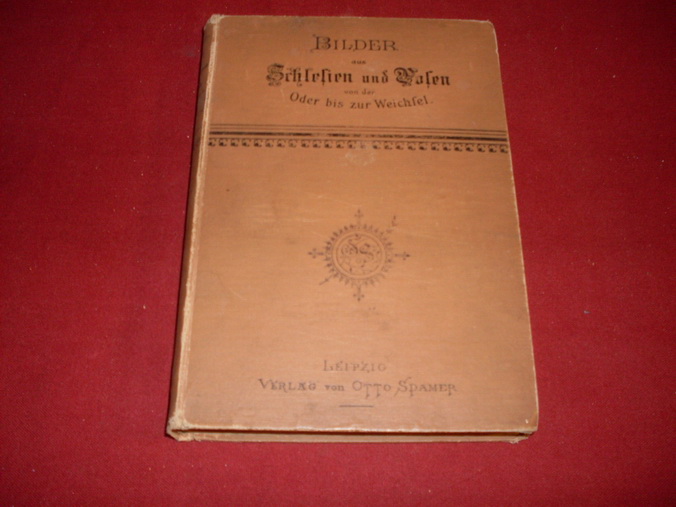 BILDER
aus
Schlesien und Posen
von der
Oder bis zur Weichsel.
LEIPZIG
VERLAG von OTTO SPAMER